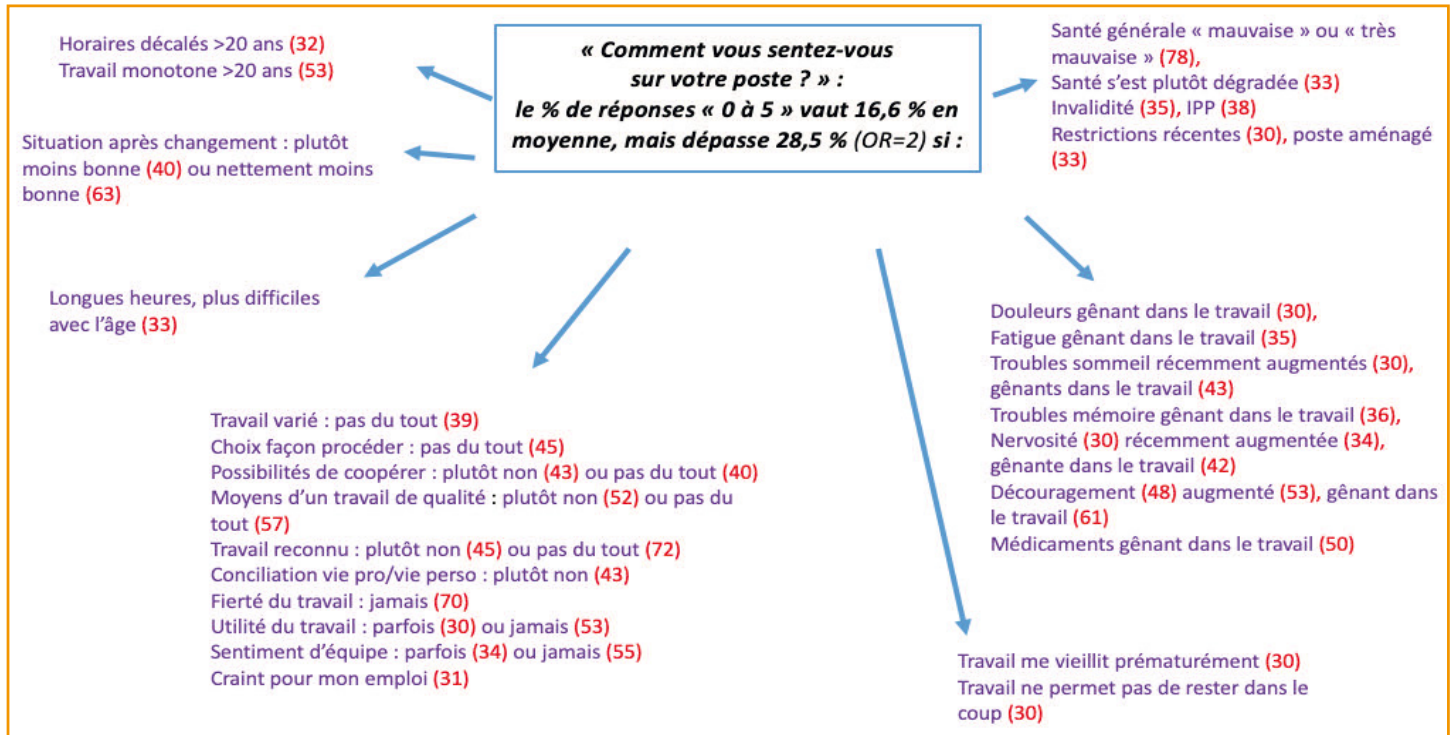 « Comment vous sentez-vous
sur votre poste ? » :
le % de réponses « 0 à 5 » vaut 16,6 % en
moyenne, mais dépasse 28,5 % (OR=2) si :
Horaires décalés >20 ans (32)
Travail monotone >20 ans (53)
Situation après changement : plutôt
moins bonne (40) ou nettement moins
bonne (63)
Longues heures, plus difficiles
avec l’âge (33)
Travail varié : pas du tout (39)
Choix façon procéder : pas du tout (45)
Possibilités de coopérer : plutôt non (43) ou pas du tout (40)
Moyens d’un travail de qualité : plutôt non (52) ou pas du
tout (57)
Travail reconnu : plutôt non (45) ou pas du tout (72)
Conciliation vie pro/vie perso : plutôt non (43)
Fierté du travail : jamais (70)
Utilité du travail : parfois (30) ou jamais (53)
Sentiment d’équipe : parfois (34) ou jamais (55)
Craint pour mon emploi (31)
Santé générale « mauvaise » ou « très
mauvaise » (78),
Santé s’est plutôt dégradée (33)
Invalidité (35), IPP (38)
Restrictions récentes (30), poste aménagé
(33)
Douleurs gênant dans le travail (30),
Fatigue gênant dans le travail (35)
Troubles sommeil récemment augmentés (30),
gênants dans le travail (43)
Troubles mémoire gênant dans le travail (36),
Nervosité (30) récemment augmentée (34),
gênante dans le travail (42)
Découragement (48) augmenté (53), gênant dans
le travail (61)
Médicaments gênant dans le travail (50)
Travail me vieillit prématurément (30)
Travail ne permet pas de rester dans le
coup (30)